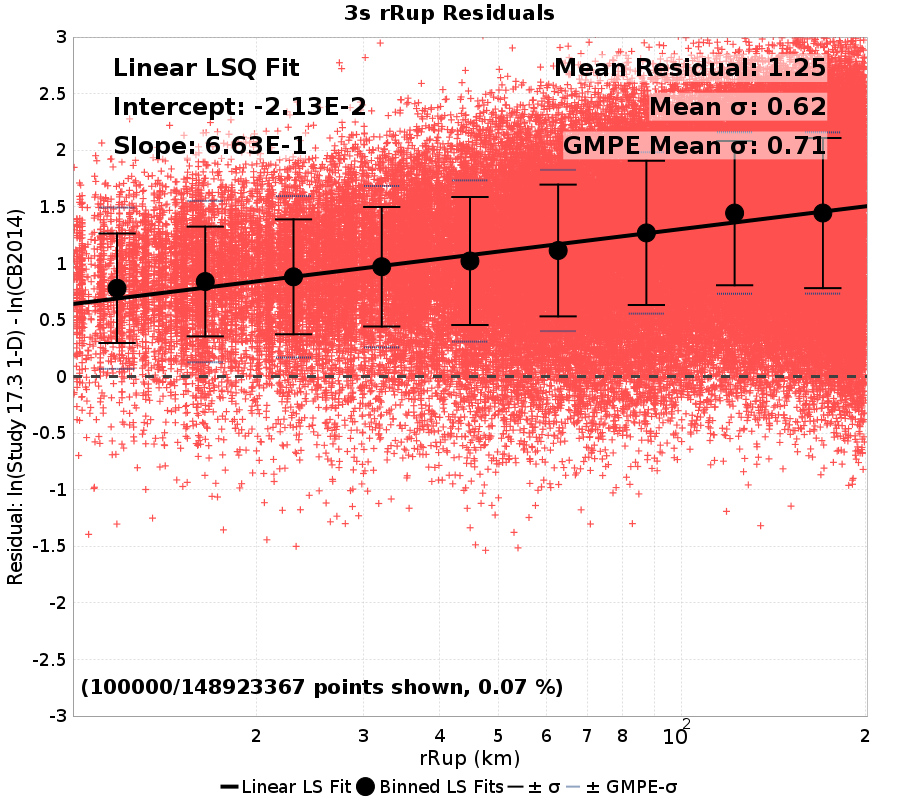 3s rRup Residuals
Linear LSQ Fit
Intercept: -2.13E-2
Slope: 6.63E-1
Mean Residual: 1.25
Mean σ: 0.62
GMPE Mean σ: 0.71
Residual: ln(Study 17.3 1-D) - ln(CB2014)
3
2.5
2
1.5
1
0.5
0
-0.5
-1
-1.5
-2
-2.5
-3
(100000/148923367 points shown, 0.07 %)
2 3 4 5 6 7 8 10² 2
rRup (km)
Linear LS Fit Binned LS Fits ± σ ± GMPE-σ